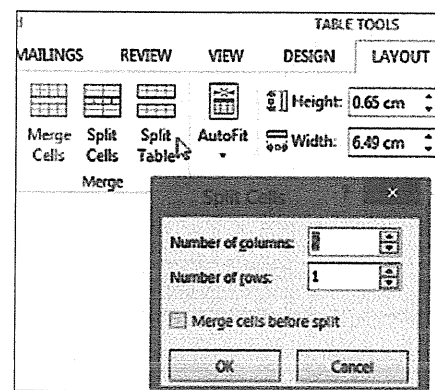 TABLE TOOLS
MAILINGS REVIEW VIEW DESIGN LAYOUT
Height: 0.65 cm
Merge Cells Split Cells Split Table AutoFit
Width: 6.49 cm
Merge
Split Cells
Number of columns:
Number of rows: 1
Merge cells before split
OK Cancel